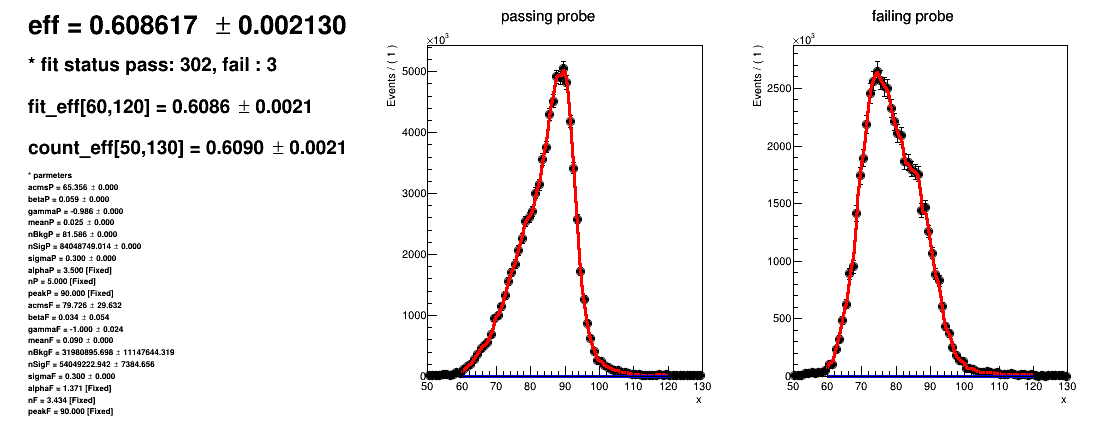 eff = 0.608617 ± 0.002130
* fit status pass: 302, fail : 3
fit_eff[60,120] = 0.6086 ± 0.0021
count_eff[50,130] = 0.6090 ± 0.0021
* parmeters
acmsP = 65.356 ± 0.000
betaP = 0.059 ± 0.000
gammaP = -0.986 ± 0.000
meanP = 0.025 ± 0.000
nBkgP = 81.586 ± 0.000
nSigP = 84048749.014 ± 0.000
sigmaP = 0.300 ± 0.000
alphaP = 3.500 [Fixed]
nP = 5.000 [Fixed]
peakP = 90.000 [Fixed]
acmsF = 79.726 ± 29.632
betaF = 0.034 ± 0.054
gammaF = -1.000 ± 0.024
meanF = 0.090 ± 0.000
nBkgF = 31980895.698 ± 11147644.319
nSigF = 54049222.942 ± 7384.656
sigmaF = 0.300 ± 0.000
alphaF = 1.371 [Fixed]
nF = 3.434 [Fixed]
peakF = 90.000 [Fixed]
passing probe
×10³
Events / ( 1 )
5000
4000
3000
2000
1000
0
50 60 70 80 90 100 110 120 130
x
failing probe
×10³
Events / ( 1 )
2500
2000
1500
1000
500
0
50 60 70 80 90 100 110 120 130
x